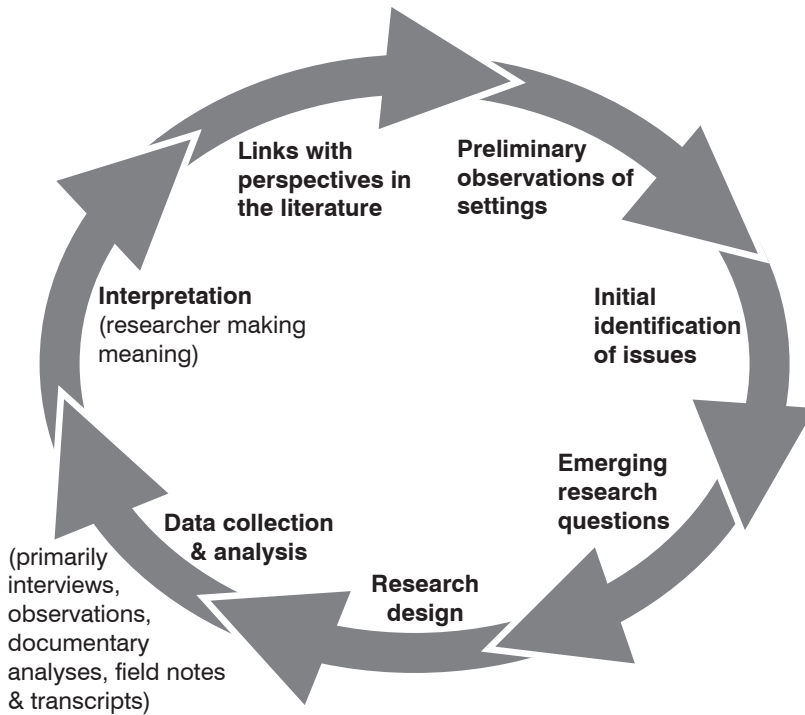 Links with
perspectives in
the literature
Preliminary
observations of
settings
Initial
identification
of issues
Emerging
research
questions
Research
design
Data collection
& analysis
(primarily
interviews,
observations,
documentary
analyses, field notes
& transcripts)
Interpretation
(researcher making
meaning)